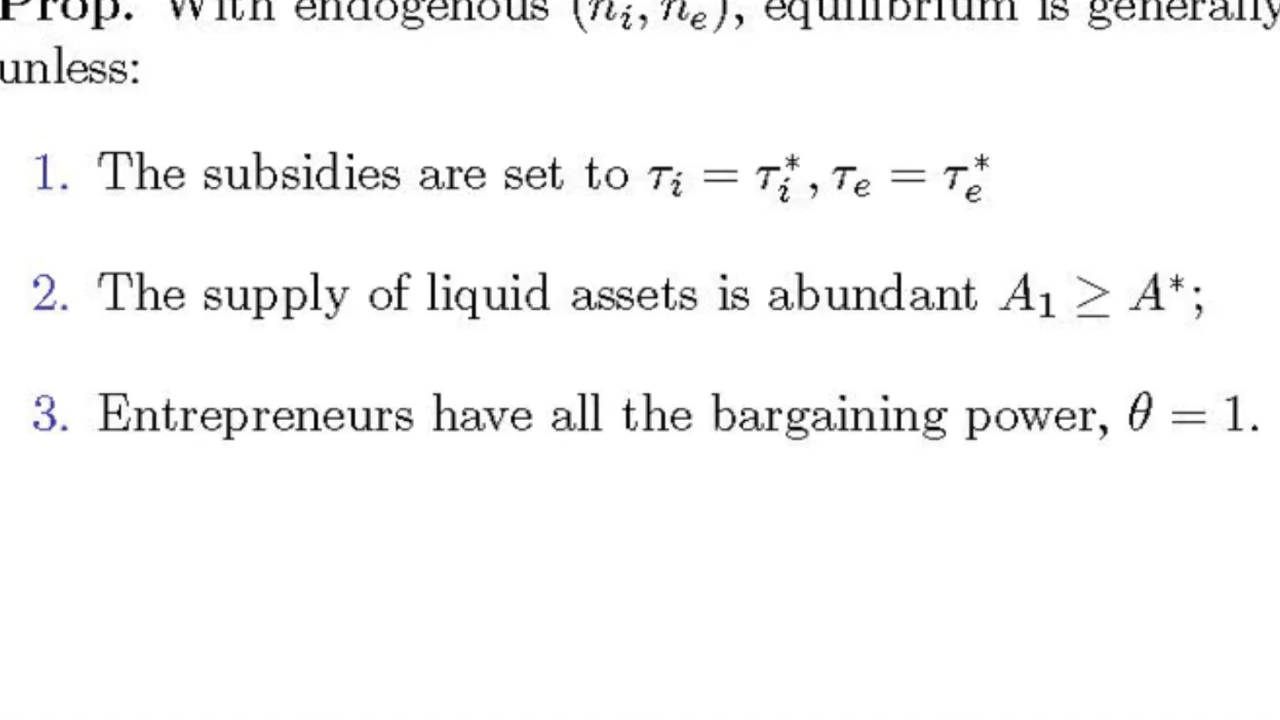 Prop. With endogenous (n_i, n_e), equilibrium is generally
unless:
1. The subsidies are set to τ_i = τ_i^*, τ_e = τ_e^*
2. The supply of liquid assets is abundant A_1 ≥ A^*;
3. Entrepreneurs have all the bargaining power, θ = 1.